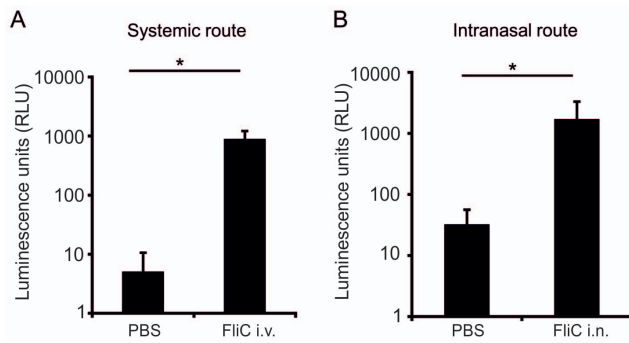 A
Systemic route
*
Luminescence units (RLU)
10000
1000
100
10
1
PBS
FliC i.v.
B
Intranasal route
*
Luminescence units (RLU)
10000
1000
100
10
1
PBS
FliC i.n.